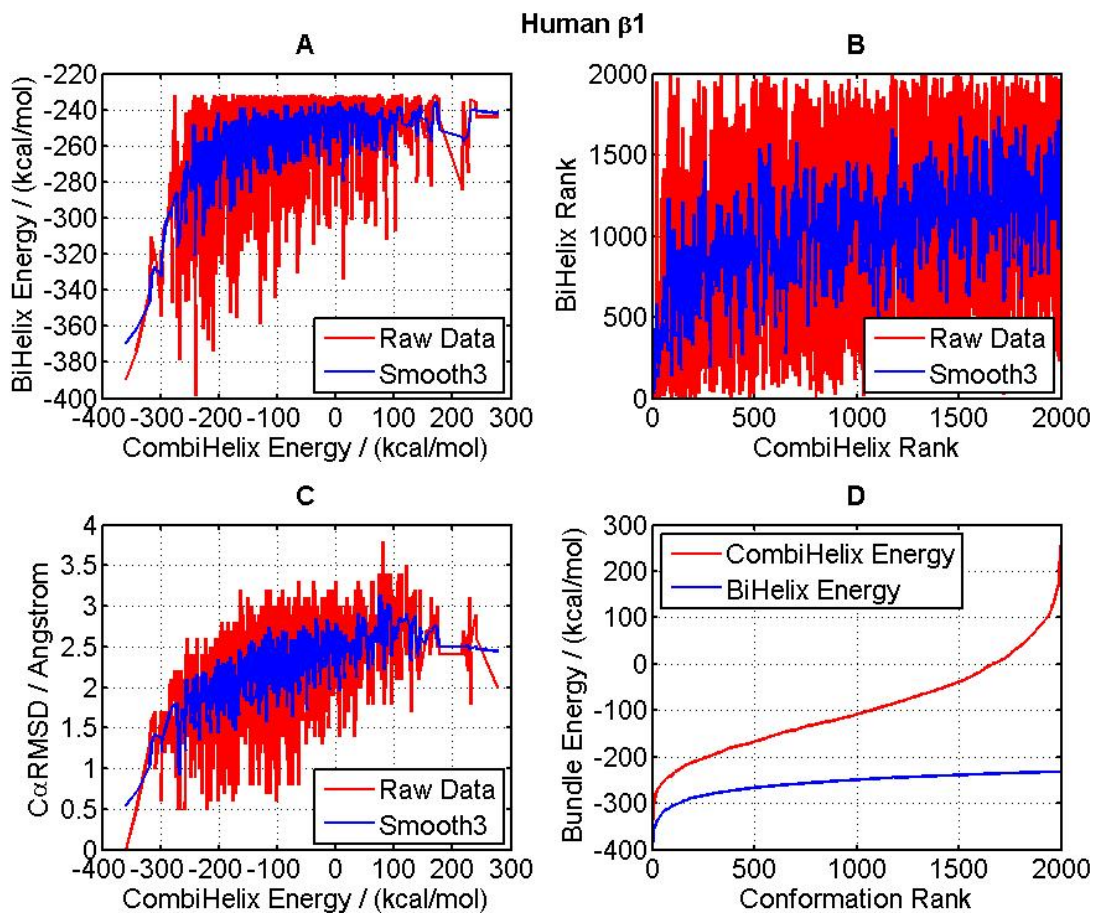 Human β1
A
BiHelix Energy / (kcal/mol)
-220
-240
-260
-280
-300
-320
-340
-360
-380
-400
-400 -300 -200 -100 0 100 200 300
CombiHelix Energy / (kcal/mol)
Raw Data
Smooth3
B
BiHelix Rank
2000
1500
1000
500
0
0 500 1000 1500 2000
CombiHelix Rank
Raw Data
Smooth3
C
CαRMSD / Angstrom
4
3.5
3
2.5
2
1.5
1
0.5
0
-400 -300 -200 -100 0 100 200 300
CombiHelix Energy / (kcal/mol)
Raw Data
Smooth3
D
Bundle Energy / (kcal/mol)
300
200
100
0
-100
-200
-300
-400
0 500 1000 1500 2000
Conformation Rank
CombiHelix Energy
BiHelix Energy